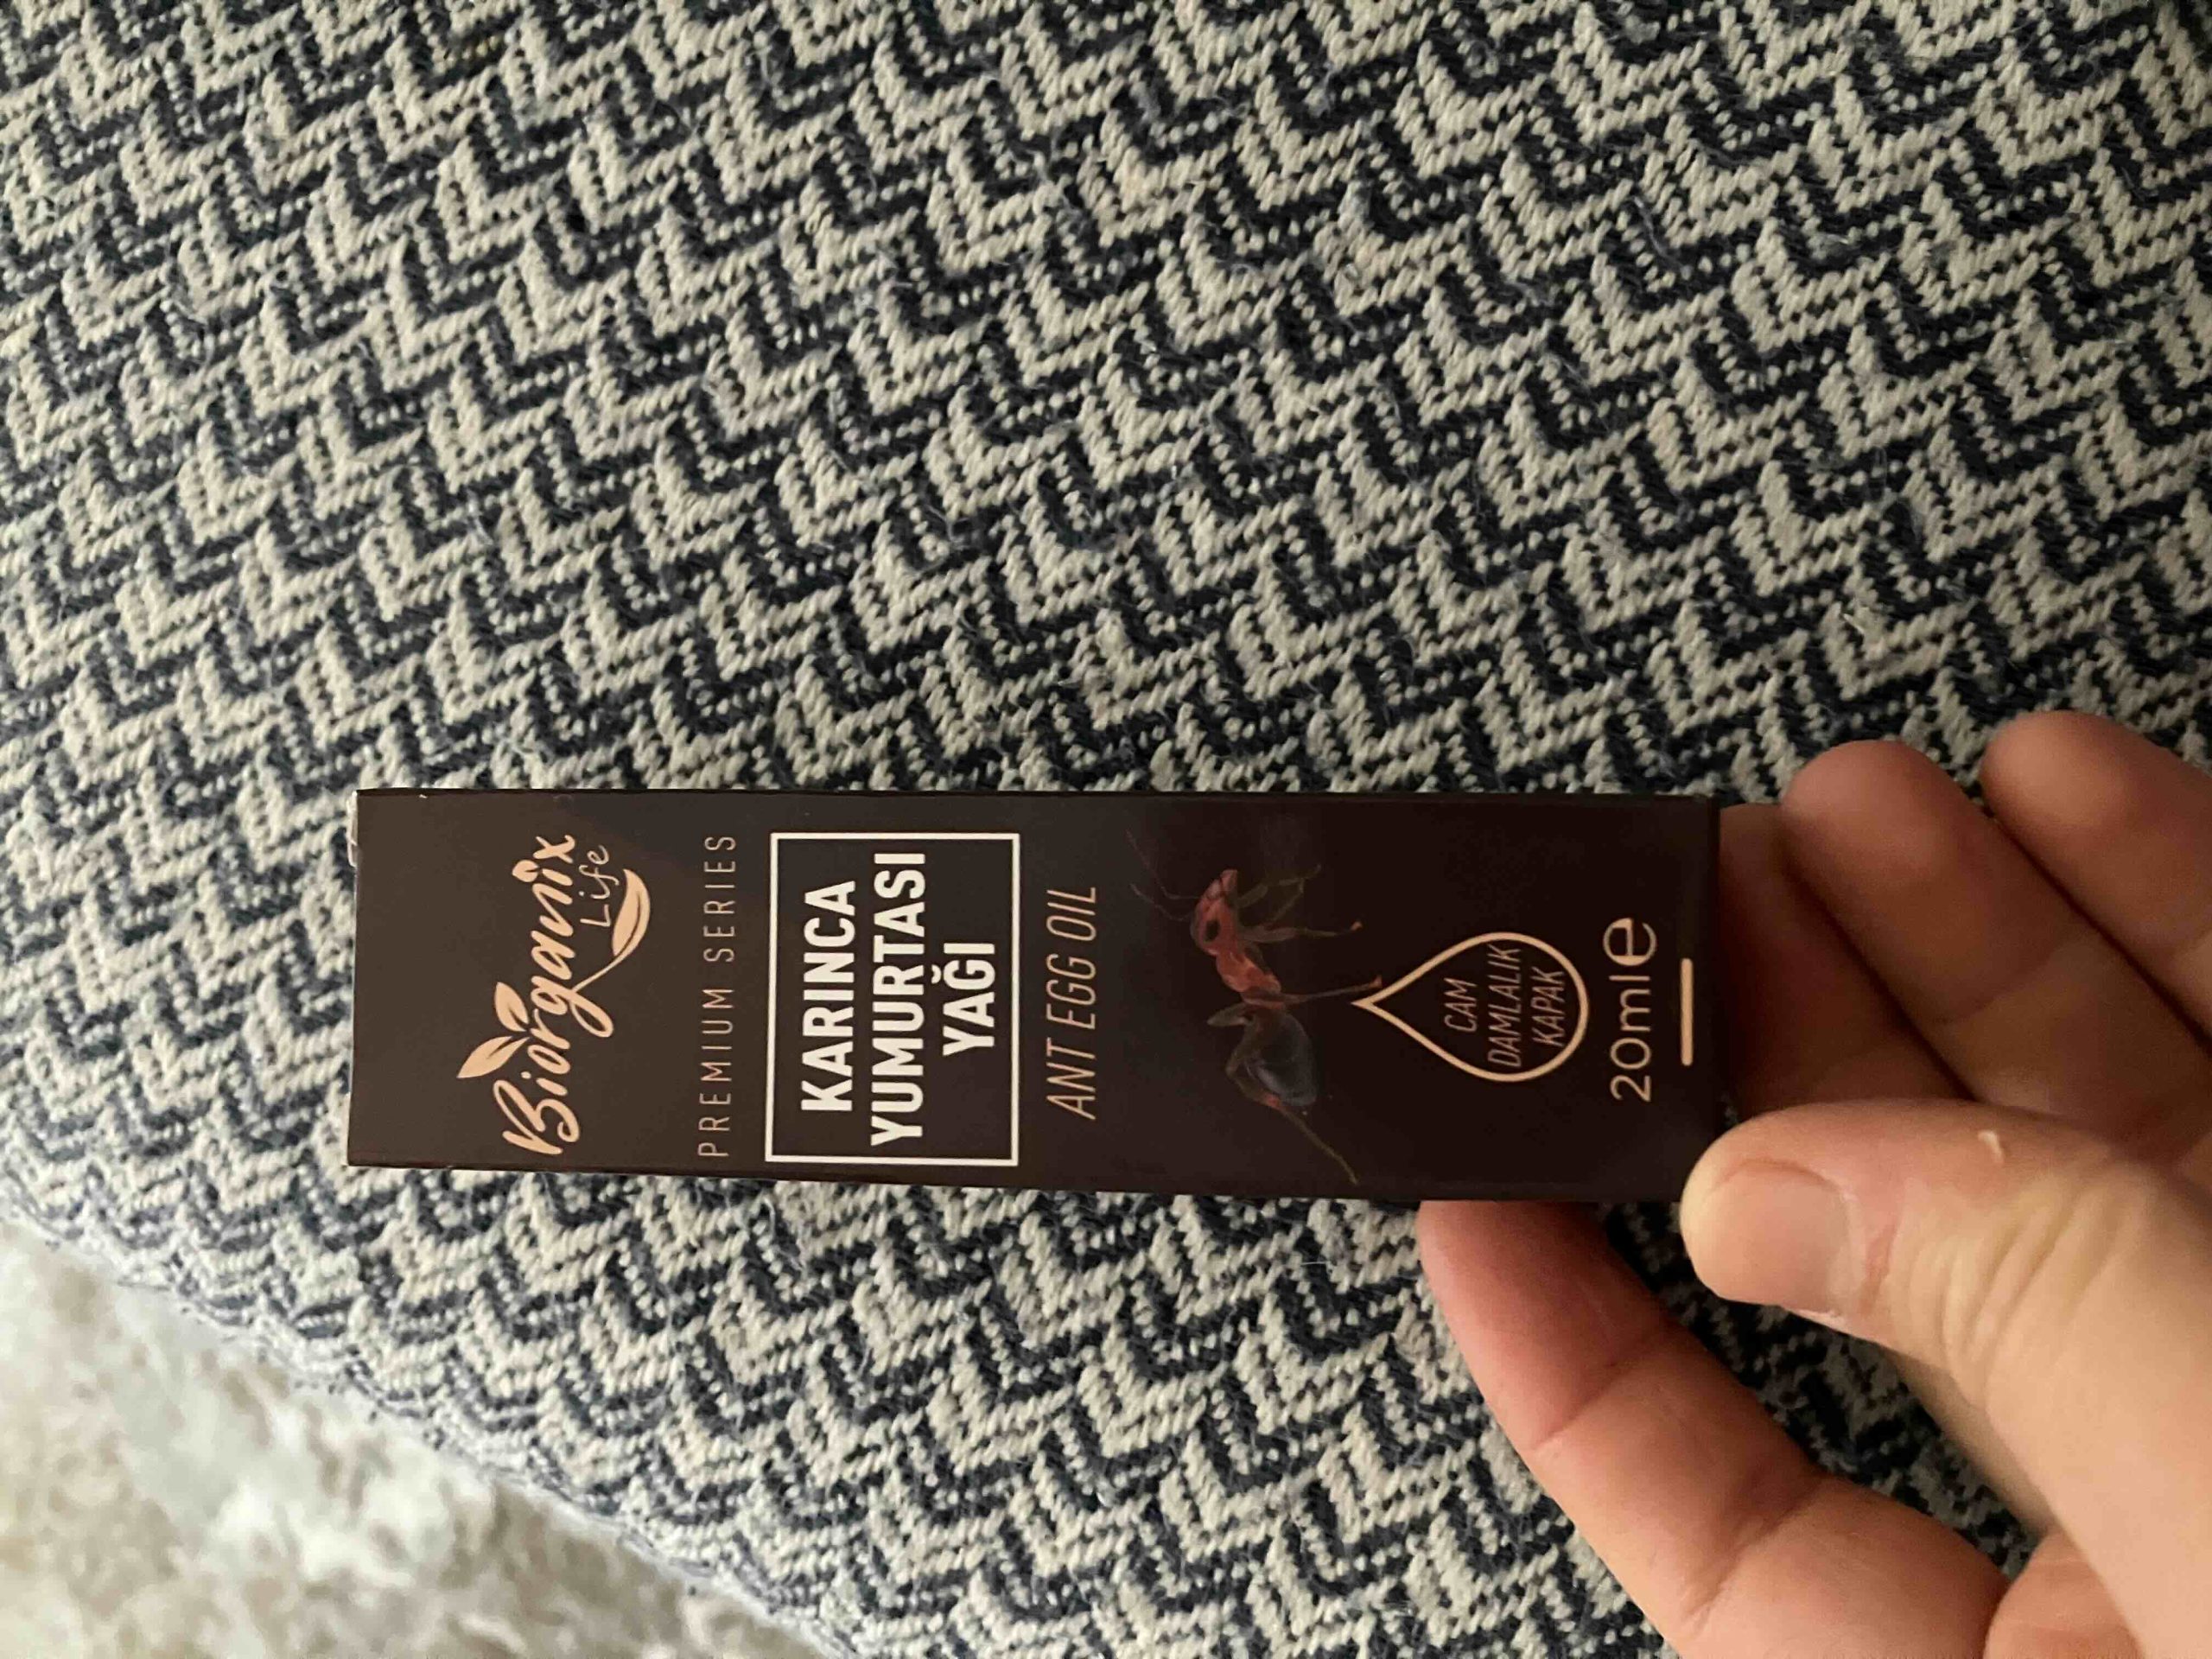 Biorganix
Life
PREMIUM SERIES
KARINCA
YUMURTASI
YAĞI
ANT EGG OIL
CAM
DAMLALIK
KAPAK
20ml e